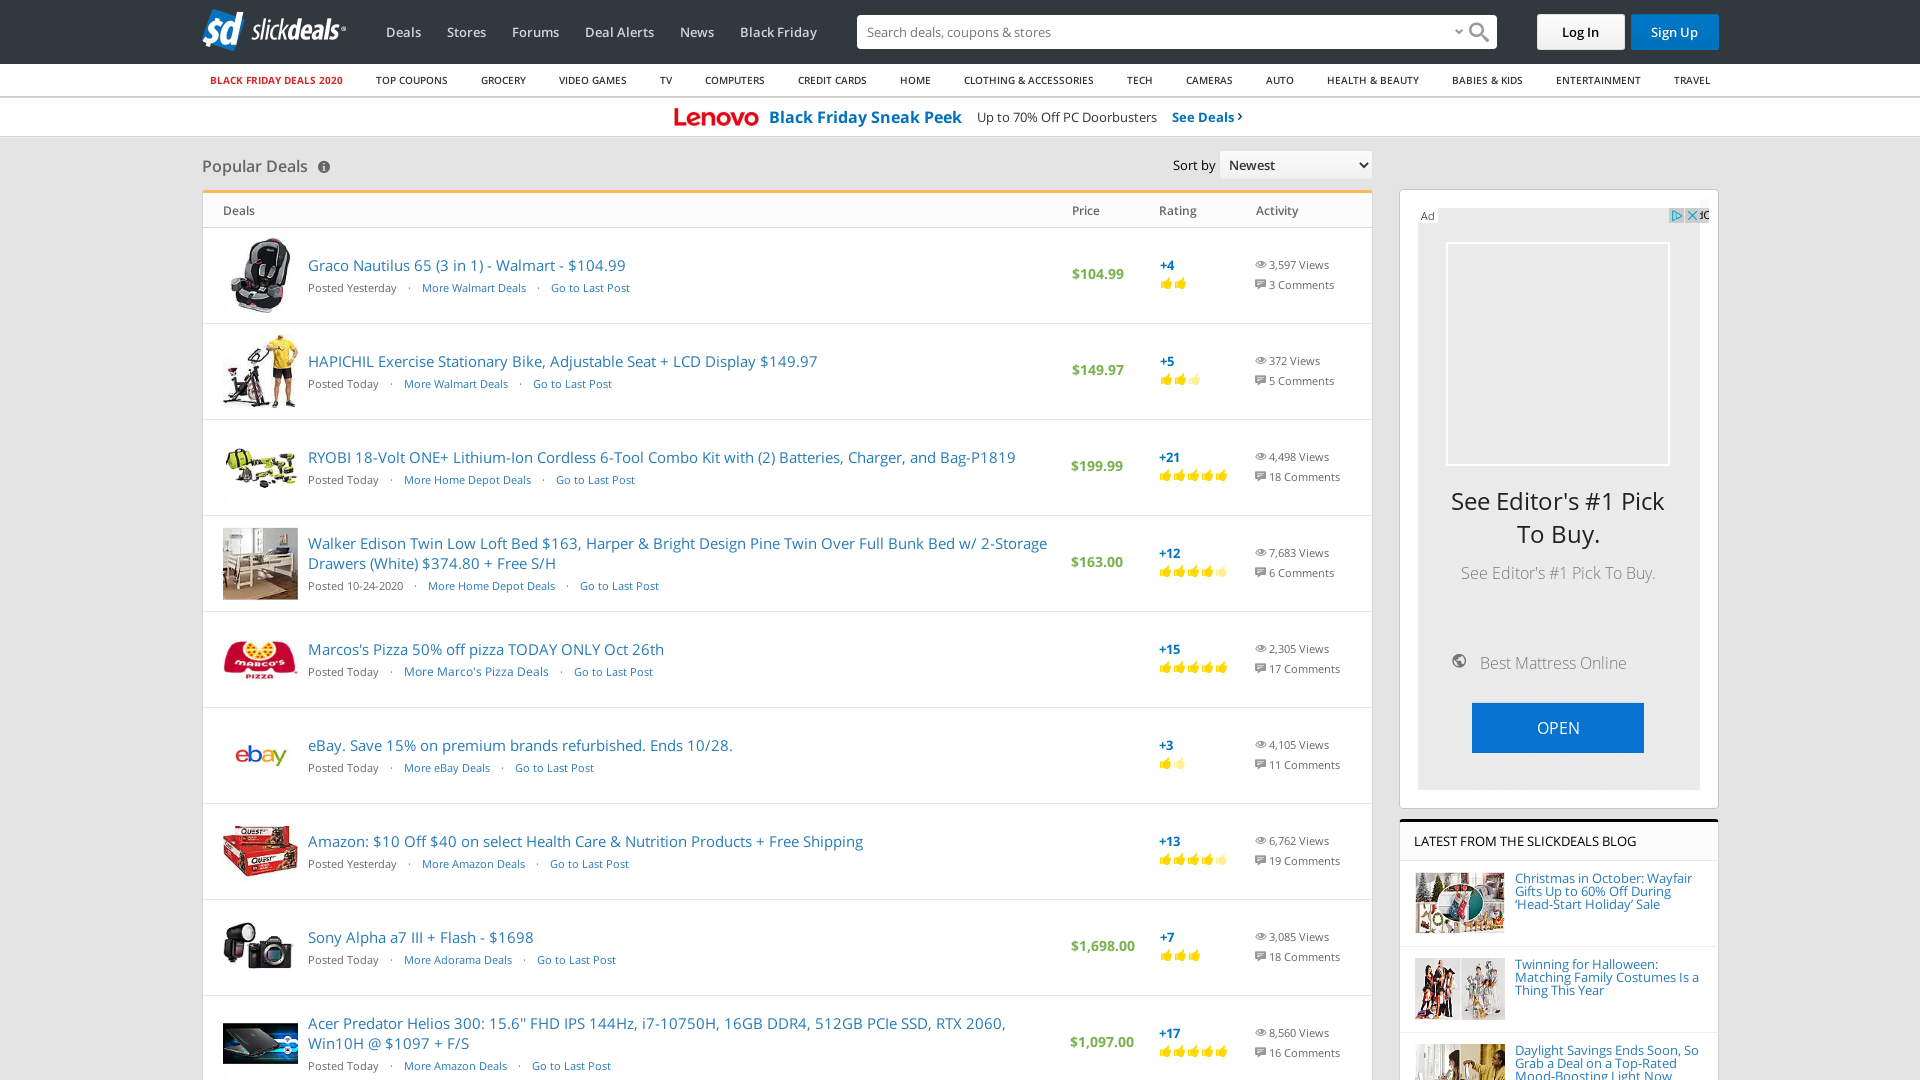 sd slickdeals
Deals
Stores
Forums
Deal Alerts
News
Black Friday
Search deals, coupons & stores
Log In
Sign Up
BLACK FRIDAY DEALS 2020
TOP COUPONS
GROCERY
VIDEO GAMES
TV
COMPUTERS
CREDIT CARDS
HOME
CLOTHING & ACCESSORIES
TECH
CAMERAS
AUTO
HEALTH & BEAUTY
BABIES & KIDS
ENTERTAINMENT
TRAVEL
Lenovo Black Friday Sneak Peek Up to 70% Off PC Doorbusters See Deals
Popular Deals
Sort by Newest
Deals Price Rating Activity
Graco Nautilus 65 (3 in 1) - Walmart - $104.99
Posted Yesterday · More Walmart Deals · Go to Last Post
$104.99
+4
3,597 Views
3 Comments
HAPICHIL Exercise Stationary Bike, Adjustable Seat + LCD Display $149.97
Posted Today · More Walmart Deals · Go to Last Post
$149.97
+5
372 Views
5 Comments
RYOBI 18-Volt ONE+ Lithium-Ion Cordless 6-Tool Combo Kit with (2) Batteries, Charger, and Bag-P1819
Posted Today · More Home Depot Deals · Go to Last Post
$199.99
+21
4,498 Views
18 Comments
Walker Edison Twin Low Loft Bed $163, Harper & Bright Design Pine Twin Over Full Bunk Bed w/ 2-Storage
Drawers (White) $374.80 + Free S/H
Posted 10-24-2020 · More Home Depot Deals · Go to Last Post
$163.00
+12
7,683 Views
6 Comments
MARCO'S
PIZZA
Marcos's Pizza 50% off pizza TODAY ONLY Oct 26th
Posted Today · More Marco's Pizza Deals · Go to Last Post
+15
2,305 Views
17 Comments
ebay
eBay. Save 15% on premium brands refurbished. Ends 10/28.
Posted Today · More eBay Deals · Go to Last Post
+3
4,105 Views
11 Comments
QUEST
Amazon: $10 Off $40 on select Health Care & Nutrition Products + Free Shipping
Posted Yesterday · More Amazon Deals · Go to Last Post
+13
6,762 Views
19 Comments
Sony Alpha a7 III + Flash - $1698
Posted Today · More Adorama Deals · Go to Last Post
$1,698.00
+7
3,085 Views
18 Comments
Acer Predator Helios 300: 15.6" FHD IPS 144Hz, i7-10750H, 16GB DDR4, 512GB PCIe SSD, RTX 2060,
Win10H @ $1097 + F/S
Posted Today · More Amazon Deals · Go to Last Post
$1,097.00
+17
8,560 Views
16 Comments
Ad
See Editor's #1 Pick
To Buy.
See Editor's #1 Pick To Buy.
Best Mattress Online
OPEN
LATEST FROM THE SLICKDEALS BLOG
Christmas in October: Wayfair
Gifts Up to 60% Off During
‘Head-Start Holiday’ Sale
Twinning for Halloween:
Matching Family Costumes Is a
Thing This Year
Daylight Savings Ends Soon, So
Grab a Deal on a Top-Rated
Mood-Boosting Light Now